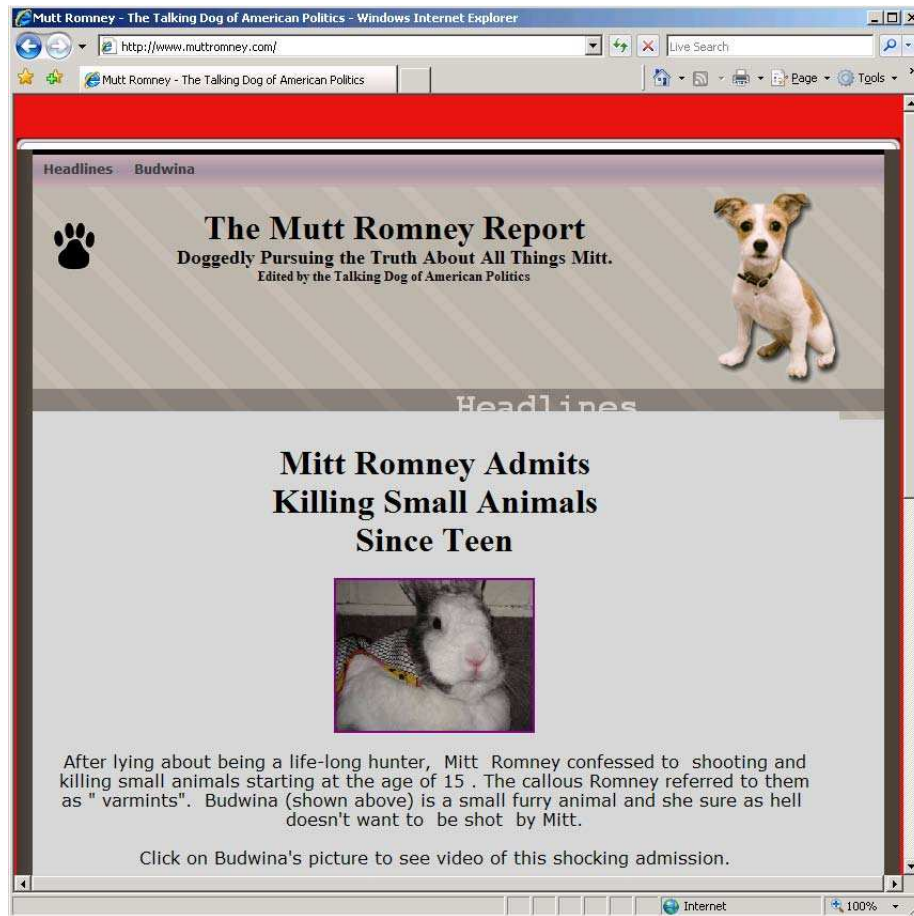 Mutt Romney - The Talking Dog of American Politics - Windows Internet Explorer
http://www.muttromney.com/
Live Search
Mutt Romney - The Talking Dog of American Politics
Page
Tools
Headlines Budwina
The Mutt Romney Report
Doggedly Pursuing the Truth About All Things Mitt.
Edited by the Talking Dog of American Politics
Headlines
Mitt Romney Admits
Killing Small Animals
Since Teen
After lying about being a life-long hunter, Mitt Romney confessed to shooting and
killing small animals starting at the age of 15 . The callous Romney referred to them
as " varmints". Budwina (shown above) is a small furry animal and she sure as hell
doesn't want to be shot by Mitt.
Click on Budwina's picture to see video of this shocking admission.
Internet
100%